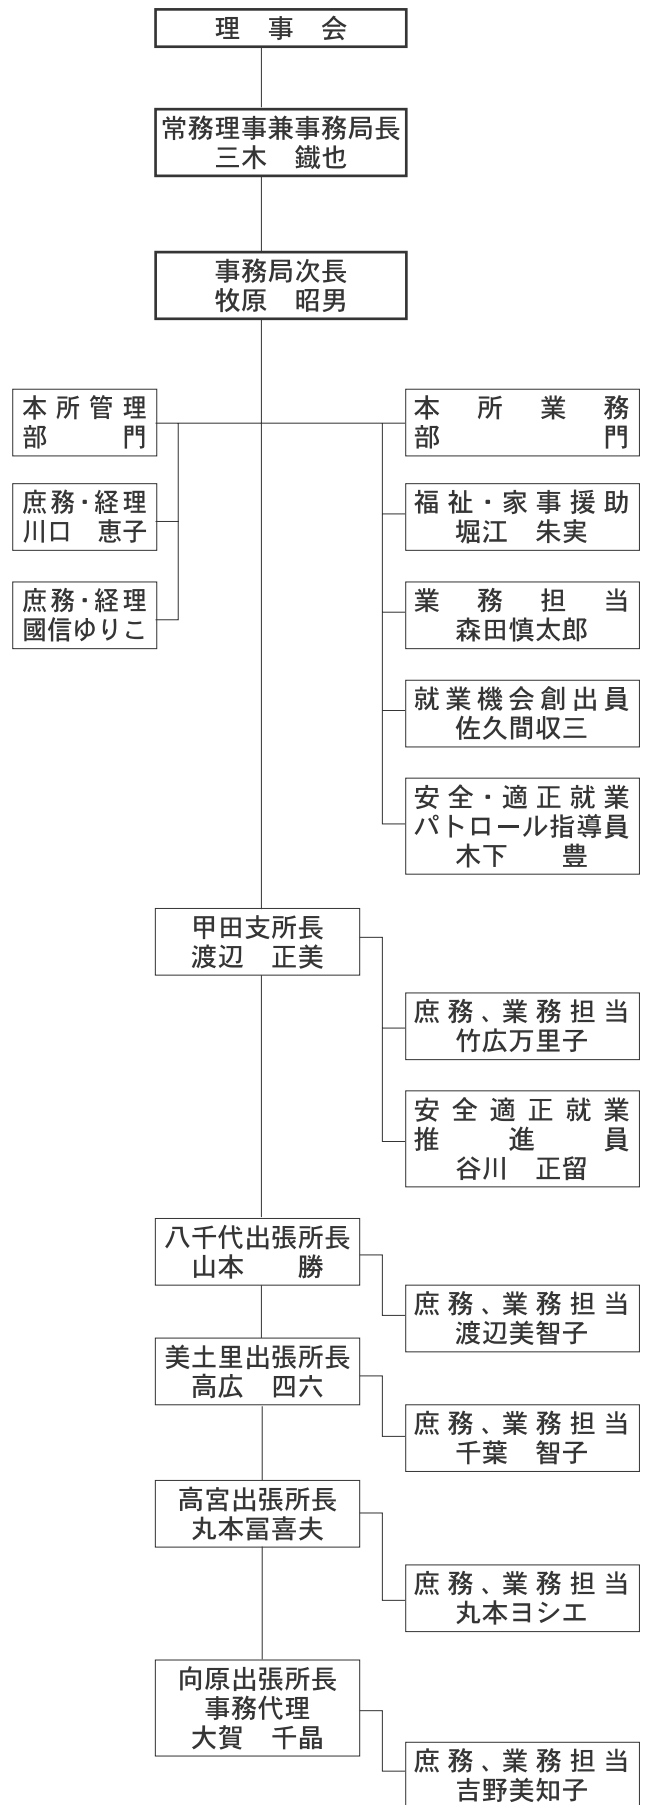 理事会
常務理事兼事務局長
三木　鐵也
事務局次長
牧原　昭男
本所管理
部門
庶務・経理
川口　恵子
庶務・経理
國信ゆりこ
本所業務
部門
福祉・家事援助
堀江　朱実
業務担当
森田慎太郎
就業機会創出員
佐久間収三
安全・適正就業
パトロール指導員
木下　豊
甲田支所長
渡辺　正美
庶務、業務担当
竹広万里子
安全適正就業
推進員
谷川　正留
八千代出張所長
山本　勝
庶務、業務担当
渡辺美智子
美土里出張所長
高広　四六
庶務、業務担当
千葉　智子
高宮出張所長
丸本冨喜夫
庶務、業務担当
丸本ヨシエ
向原出張所長
事務代理
大賀　千晶
庶務、業務担当
吉野美知子